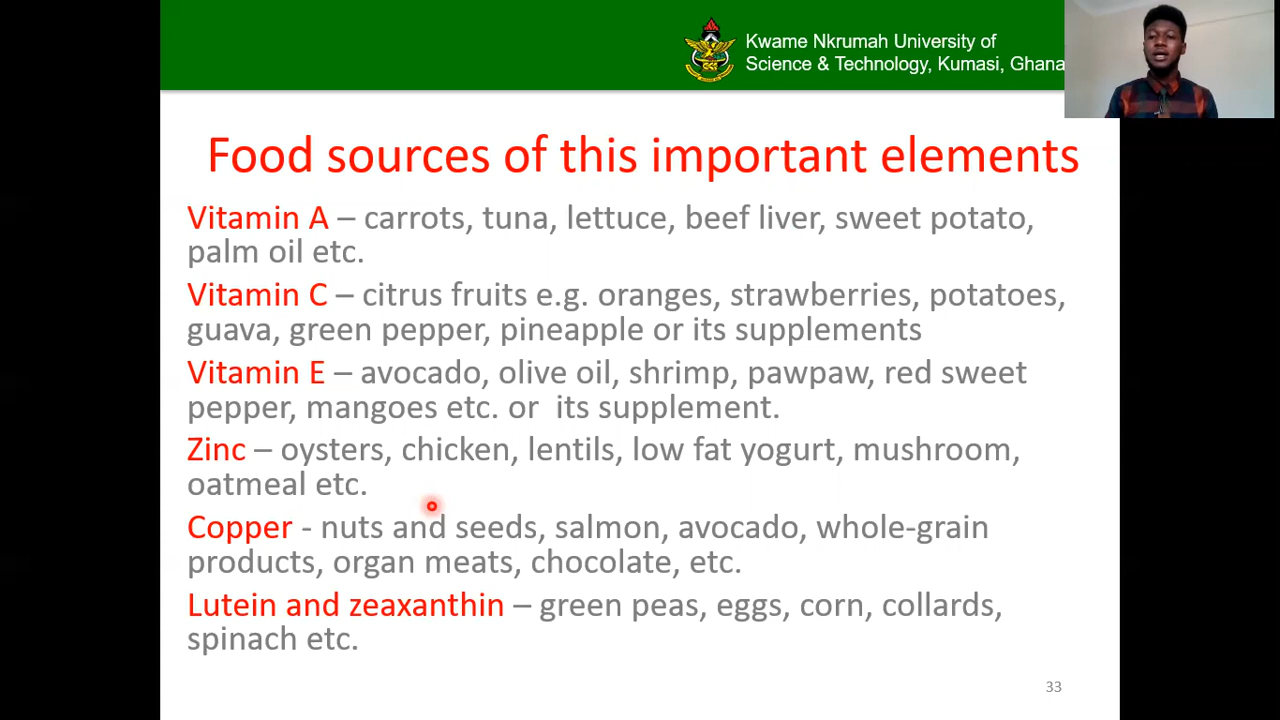 Kwame Nkrumah University of
Science & Technology, Kumasi, Ghana
Food sources of this important elements
Vitamin A – carrots, tuna, lettuce, beef liver, sweet potato,
palm oil etc.
Vitamin C – citrus fruits e.g. oranges, strawberries, potatoes,
guava, green pepper, pineapple or its supplements
Vitamin E – avocado, olive oil, shrimp, pawpaw, red sweet
pepper, mangoes etc. or  its supplement.
Zinc – oysters, chicken, lentils, low fat yogurt, mushroom,
oatmeal etc.
Copper - nuts and seeds, salmon, avocado, whole-grain
products, organ meats, chocolate, etc.
Lutein and zeaxanthin – green peas, eggs, corn, collards,
spinach etc.
33